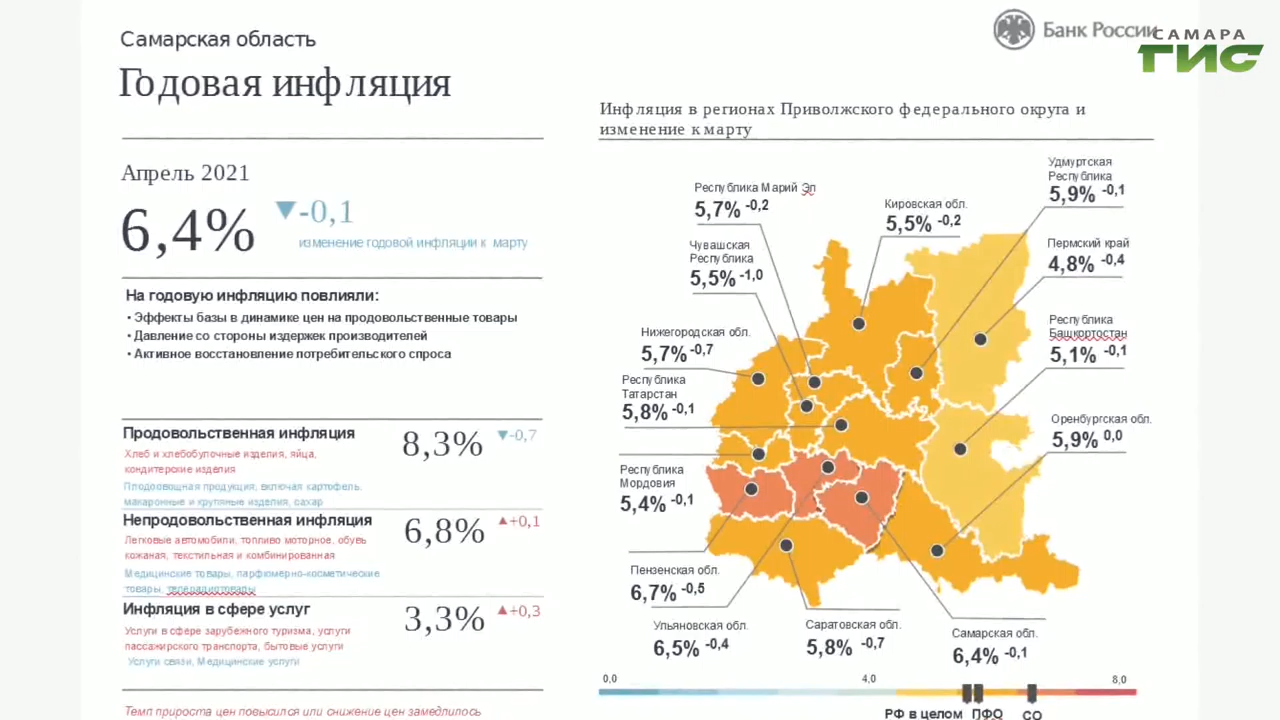 Самарская область
Годовая инфляция
Апрель 2021
6,4% -0,1
изменение годовой инфляции к марту
На годовую инфляцию повлияли:
• Эффекты базы в динамике цен на продовольственные товары
• Давление со стороны издержек производителей
• Активное восстановление потребительского спроса
Продовольственная инфляция
8,3% -0,7
Хлеб и хлебобулочные изделия, яйца,
кондитерские изделия
Плодоовощная продукция, включая картофель,
макаронные и крупяные изделия, сахар
Непродовольственная инфляция
6,8% +0,1
Легковые автомобили, топливо моторное, обувь
кожаная, текстильная и комбинированная
Медицинские товары, парфюмерно-косметические
товары, телерадиотовары
Инфляция в сфере услуг
3,3% +0,3
Услуги в сфере зарубежного туризма, услуги
пассажирского транспорта, бытовые услуги
Услуги связи, Медицинские услуги
Темп прироста цен повысился или снижение цен замедлилось
Банк России
САМАРА
ГИС
Инфляция в регионах Приволжского федерального округа и
изменение к марту
Республика Марий Эл
5,7% -0,2
Кировская обл.
5,5% -0,2
Удмуртская
Республика
5,9% -0,1
Чувашская
Республика
5,5% -1,0
Пермский край
4,8% -0,4
Нижегородская обл.
5,7% -0,7
Республика
Башкортостан
5,1% -0,1
Республика
Татарстан
5,8% -0,1
Оренбургская обл.
5,9% 0,0
Республика
Мордовия
5,4% -0,1
Пензенская обл.
6,7% -0,5
Ульяновская обл.
6,5% -0,4
Саратовская обл.
5,8% -0,7
Самарская обл.
6,4% -0,1
0,0 4,0 8,0
РФ в целом ПФО СО